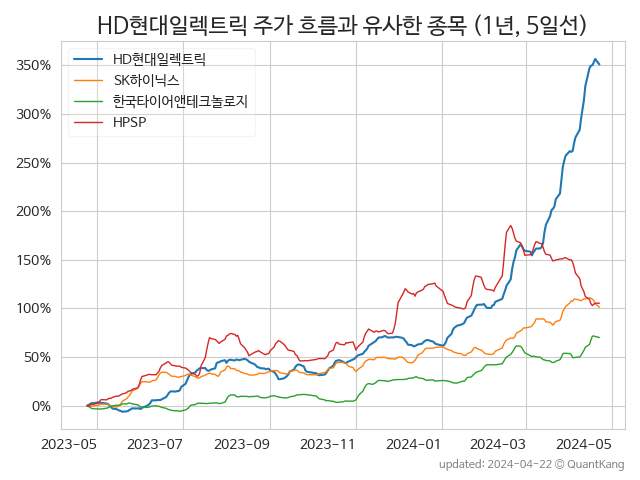 HD현대일렉트릭 주가 흐름과 유사한 종목 (1년, 5일선)
HD현대일렉트릭
SK하이닉스
한국타이어앤테크놀로지
HPSP
350%
300%
250%
200%
150%
100%
50%
0%
2023-05 2023-07 2023-09 2023-11 2024-01 2024-03 2024-05
updated: 2024-04-22 © QuantKang